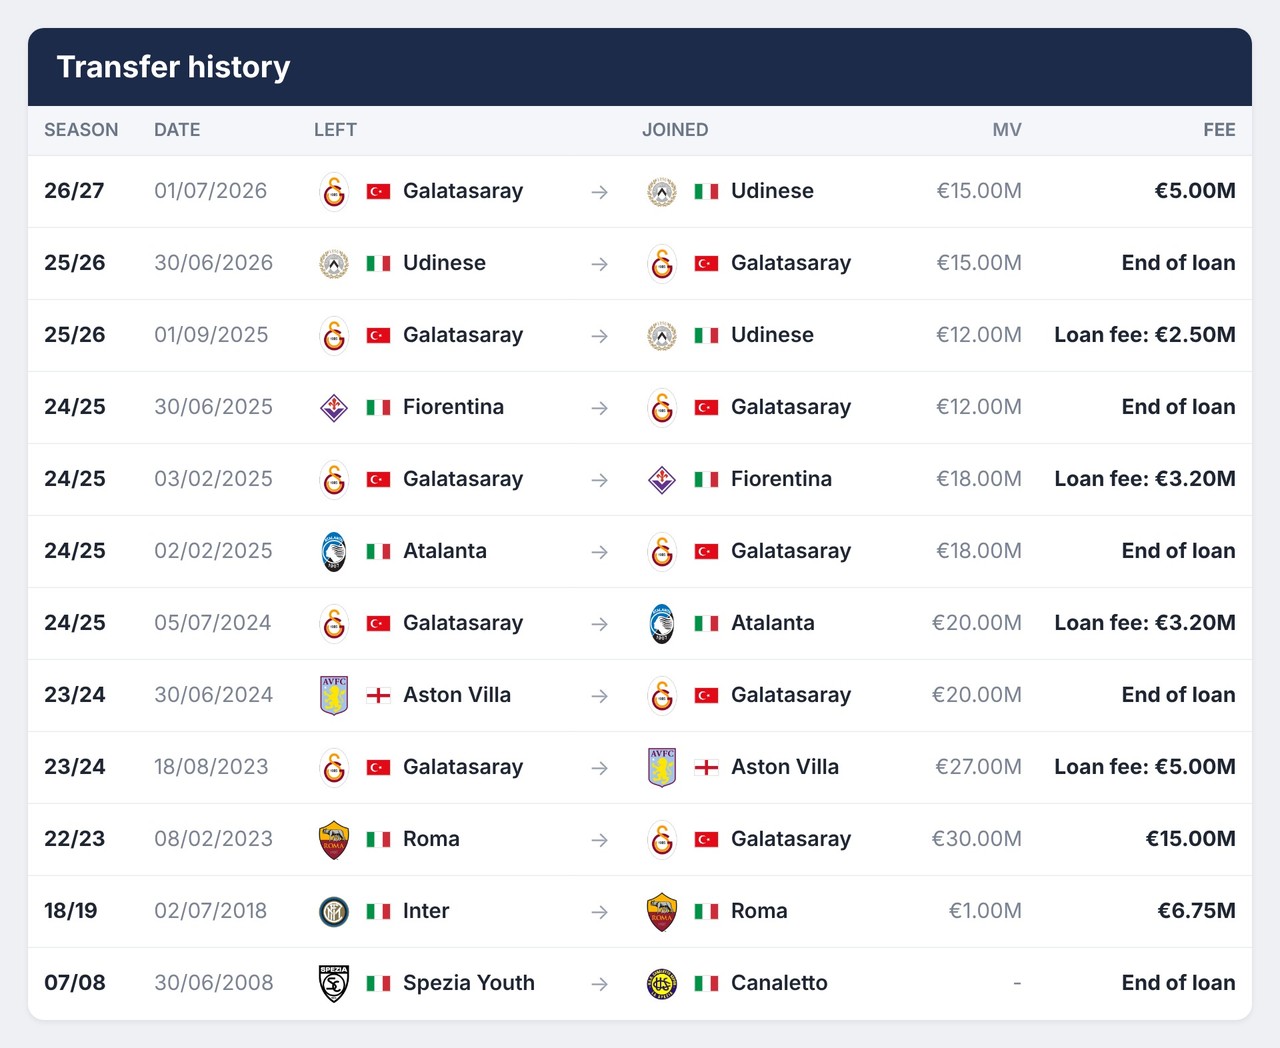 Transfer history
SEASON DATE LEFT JOINED MV FEE
26/27 01/07/2026 Galatasaray → Udinese €15.00M €5.00M
25/26 30/06/2026 Udinese → Galatasaray €15.00M End of loan
25/26 01/09/2025 Galatasaray → Udinese €12.00M Loan fee: €2.50M
24/25 30/06/2025 Fiorentina → Galatasaray €12.00M End of loan
24/25 03/02/2025 Galatasaray → Fiorentina €18.00M Loan fee: €3.20M
24/25 02/02/2025 Atalanta → Galatasaray €18.00M End of loan
24/25 05/07/2024 Galatasaray → Atalanta €20.00M Loan fee: €3.20M
23/24 30/06/2024 AVFC Aston Villa → Galatasaray €20.00M End of loan
23/24 18/08/2023 Galatasaray → AVFC Aston Villa €27.00M Loan fee: €5.00M
22/23 08/02/2023 ROMA Roma → Galatasaray €30.00M €15.00M
18/19 02/07/2018 Inter → ROMA Roma €1.00M €6.75M
07/08 30/06/2008 SPEZIA Spezia Youth → Canaletto - End of loan